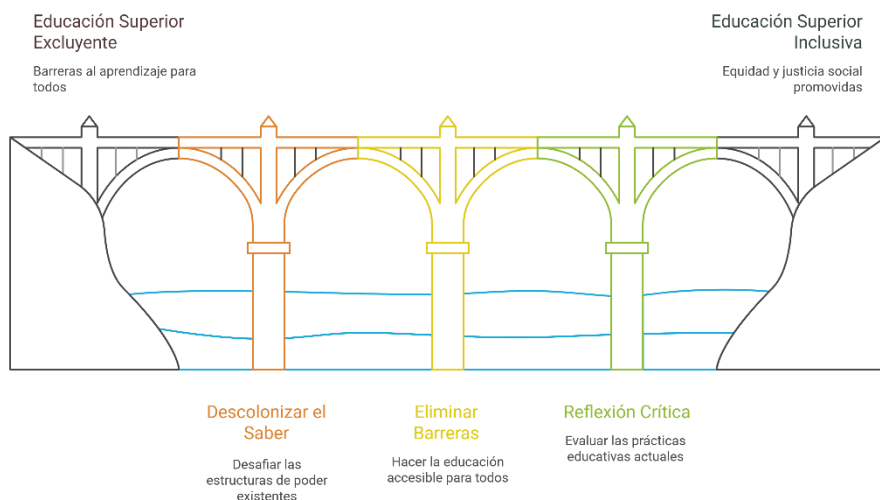 Educación Superior
Excluyente
Barreras al aprendizaje para
todos
Educación Superior
Inclusiva
Equidad y justicia social
promovidas
Descolonizar el
Saber
Desafiar las
estructuras de poder
existentes
Eliminar
Barreras
Hacer la educación
accesible para todos
Reflexión Crítica
Evaluar las prácticas
educativas actuales